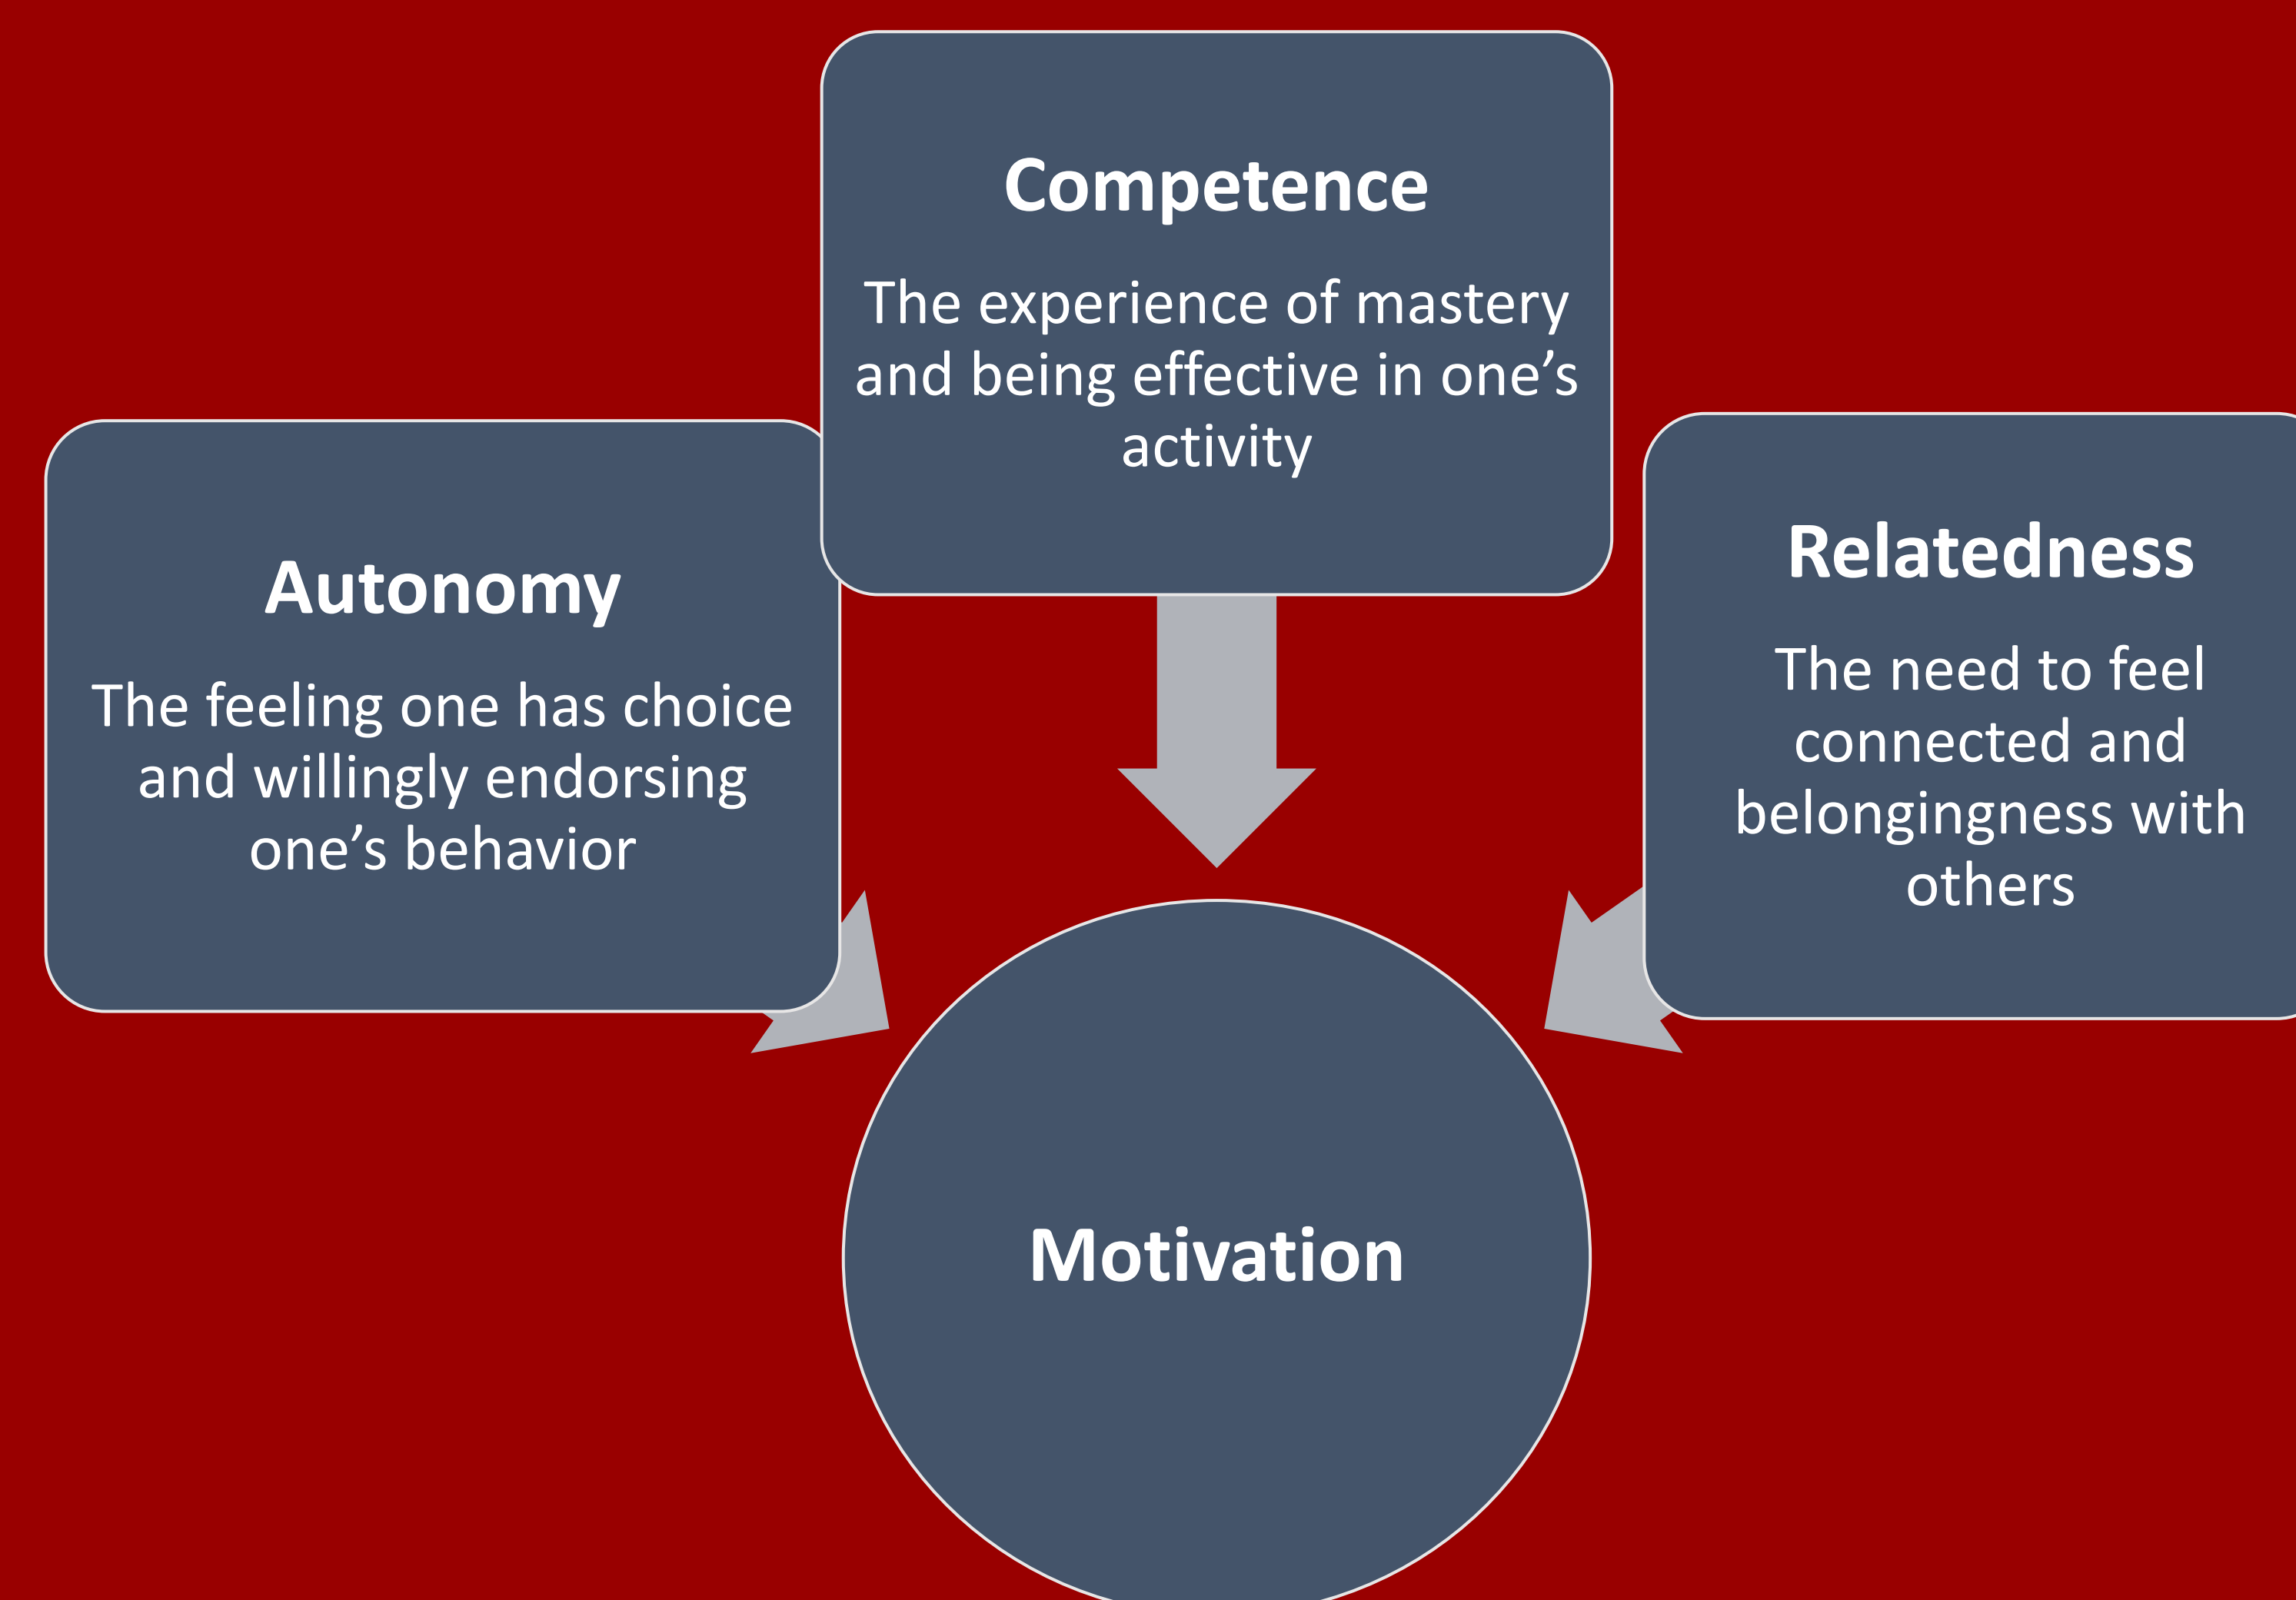 Competence
The experience of mastery
and being effective in one’s
activity
Autonomy
The feeling one has choice
and willingly endorsing
one’s behavior
Relatedness
The need to feel
connected and
belongingness with
others
Motivation